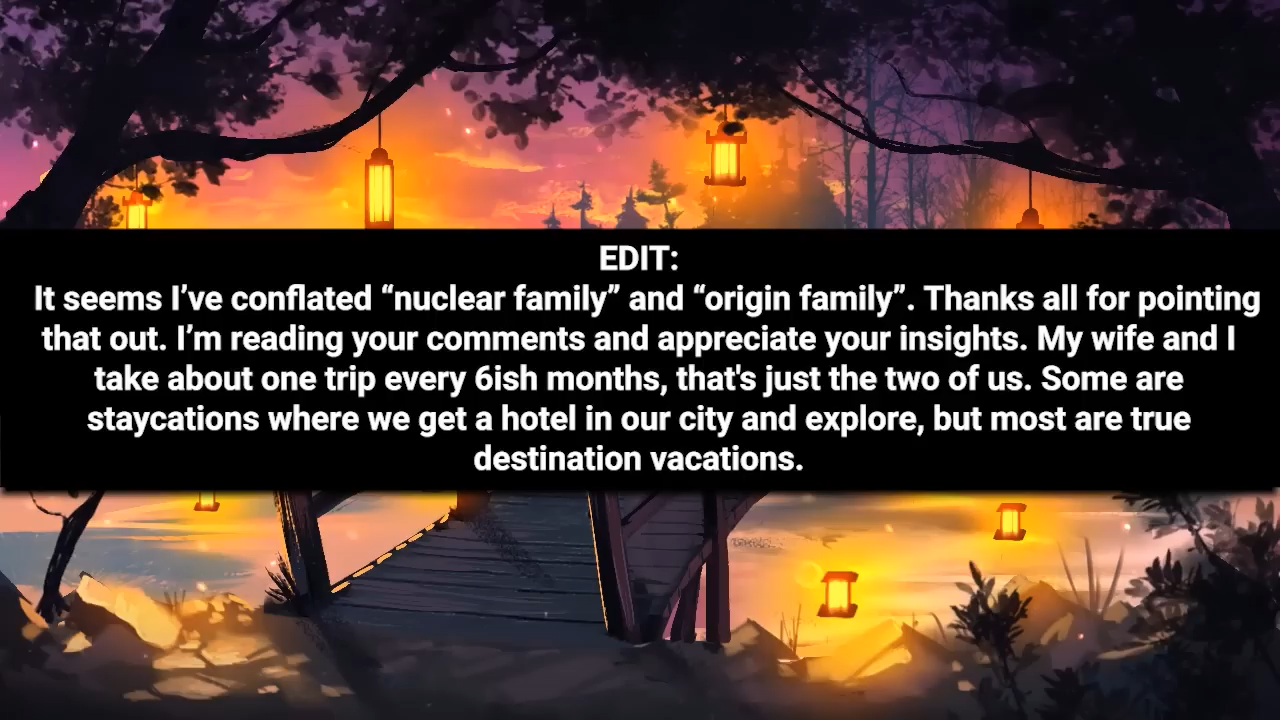 EDIT:
It seems I’ve conflated “nuclear family” and “origin family”. Thanks all for pointing
that out. I’m reading your comments and appreciate your insights. My wife and I
take about one trip every 6ish months, that's just the two of us. Some are
staycations where we get a hotel in our city and explore, but most are true
destination vacations.